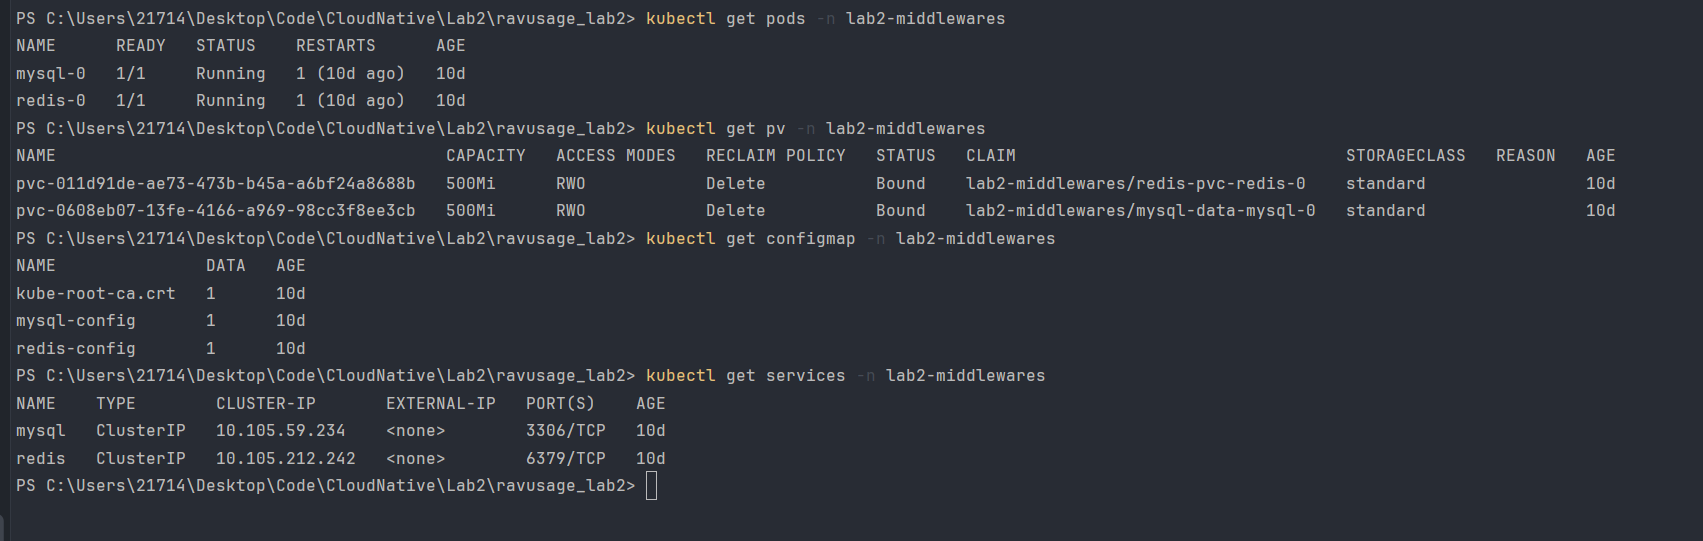 PS C:\Users\21714\Desktop\Code\CloudNative\Lab2\ravusage_lab2> kubectl get pods -n lab2-middlewares
NAME READY STATUS RESTARTS AGE
mysql-0 1/1 Running 1 (10d ago) 10d
redis-0 1/1 Running 1 (10d ago) 10d
PS C:\Users\21714\Desktop\Code\CloudNative\Lab2\ravusage_lab2> kubectl get pv -n lab2-middlewares
NAME CAPACITY ACCESS MODES RECLAIM POLICY STATUS CLAIM STORAGECLASS REASON AGE
pvc-011d91de-ae73-473b-b45a-a6bf24a8688b 500Mi RWO Delete Bound lab2-middlewares/redis-pvc-redis-0 standard 10d
pvc-0608eb07-13fe-4166-a969-98cc3f8ee3cb 500Mi RWO Delete Bound lab2-middlewares/mysql-data-mysql-0 standard 10d
PS C:\Users\21714\Desktop\Code\CloudNative\Lab2\ravusage_lab2> kubectl get configmap -n lab2-middlewares
NAME DATA AGE
kube-root-ca.crt 1 10d
mysql-config 1 10d
redis-config 1 10d
PS C:\Users\21714\Desktop\Code\CloudNative\Lab2\ravusage_lab2> kubectl get services -n lab2-middlewares
NAME TYPE CLUSTER-IP EXTERNAL-IP PORT(S) AGE
mysql ClusterIP 10.105.59.234 <none> 3306/TCP 10d
redis ClusterIP 10.105.212.242 <none> 6379/TCP 10d
PS C:\Users\21714\Desktop\Code\CloudNative\Lab2\ravusage_lab2>